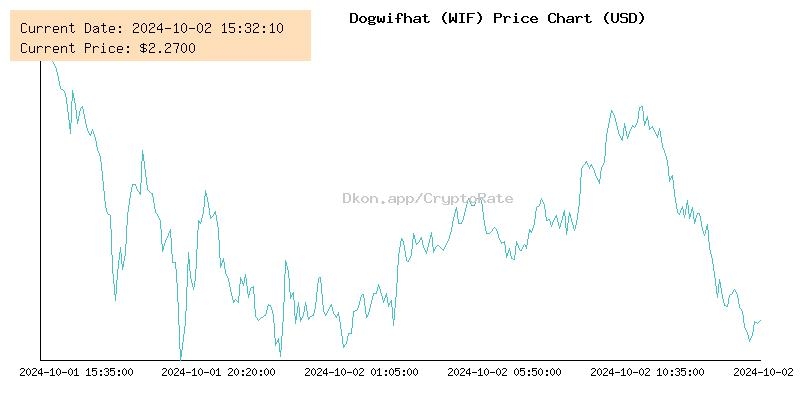 Dogwifhat (WIF) Price Chart (USD)
Current Date: 2024-10-02 15:32:10
Current Price: $2.2700
Dkon.app/CryptoRate
2024-10-01 15:35:00 2024-10-01 20:20:00 2024-10-02 01:05:00 2024-10-02 05:50:00 2024-10-02 10:35:00 2024-10-02